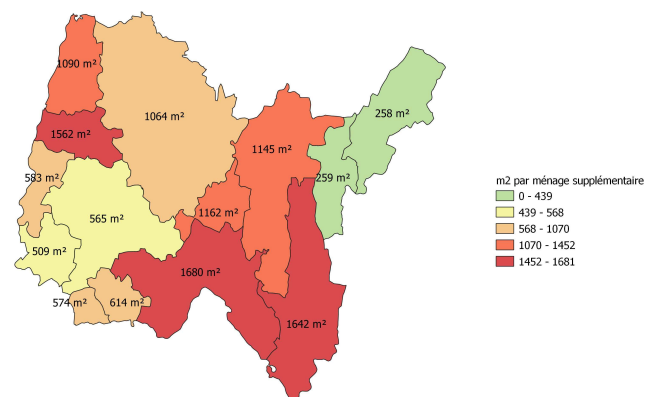 1090 m²
258 m²
1064 m²
1562 m²
1145 m²
583 m²
259 m²
m2 par ménage supplémentaire
0 - 439
439 - 568
568 - 1070
1070 - 1452
1452 - 1681
565 m²
1162 m²
509 m²
1680 m²
574 m²
614 m²
1642 m²